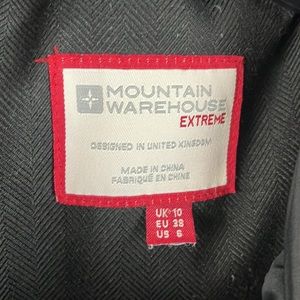 MOUNTAIN
WAREHOUSE
EXTREME
DESIGNED IN UNITED KINGDOM
MADE IN CHINA
FABRIQUÉ EN CHINE
UK 10
EU 38
US 6